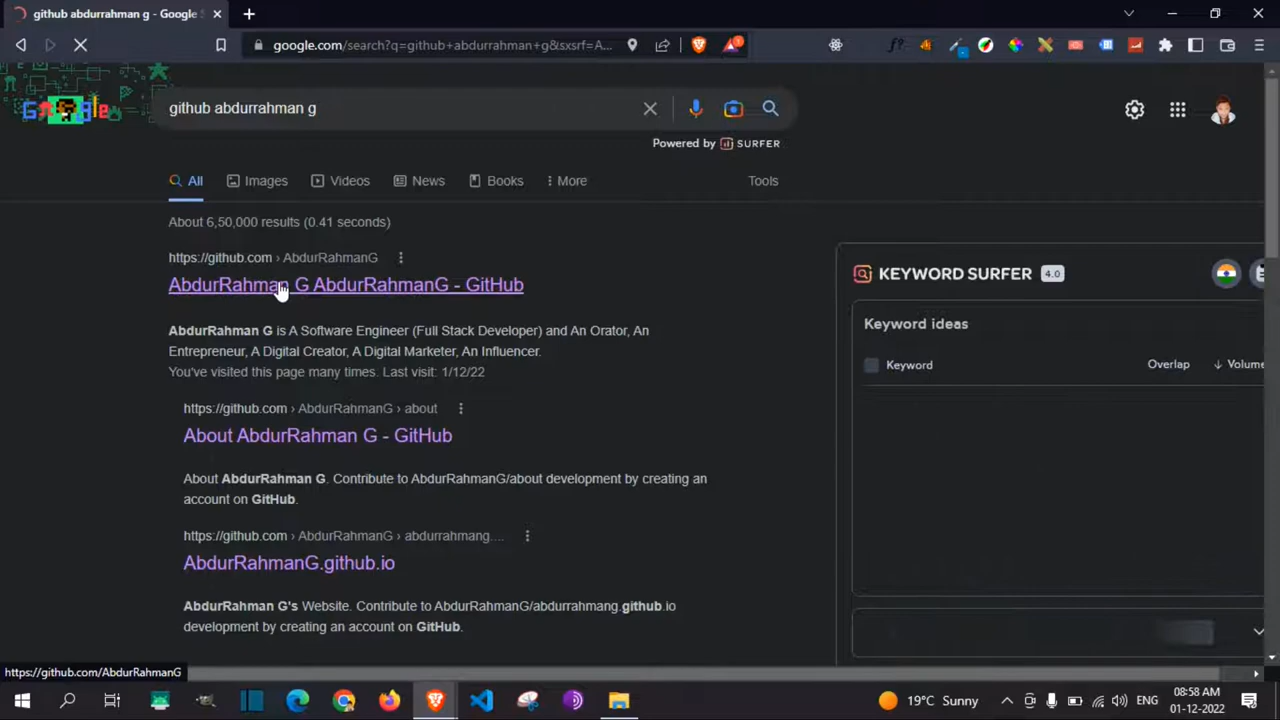 github abdurrahman g - Google S
google.com/search?q=github+abdurrahman+g&sxsrf=A...
github abdurrahman g
Powered by SURFER
All Images Videos News Books More Tools
About 6,50,000 results (0.41 seconds)
https://github.com › AbdurRahmanG
AbdurRahman G AbdurRahmanG - GitHub
AbdurRahman G is A Software Engineer (Full Stack Developer) and An Orator, An
Entrepreneur, A Digital Creator, A Digital Marketer, An Influencer.
You've visited this page many times. Last visit: 1/12/22
https://github.com › AbdurRahmanG › about
About AbdurRahman G - GitHub
About AbdurRahman G. Contribute to AbdurRahmanG/about development by creating an
account on GitHub.
https://github.com › AbdurRahmanG › abdurrahmang....
AbdurRahmanG.github.io
AbdurRahman G's Website. Contribute to AbdurRahmanG/abdurrahmang.github.io
development by creating an account on GitHub.
KEYWORD SURFER 4.0
Keyword ideas
Keyword Overlap ↓ Volume
https://github.com/AbdurRahmanG
19°C Sunny
ENG
08:58 AM
01-12-2022